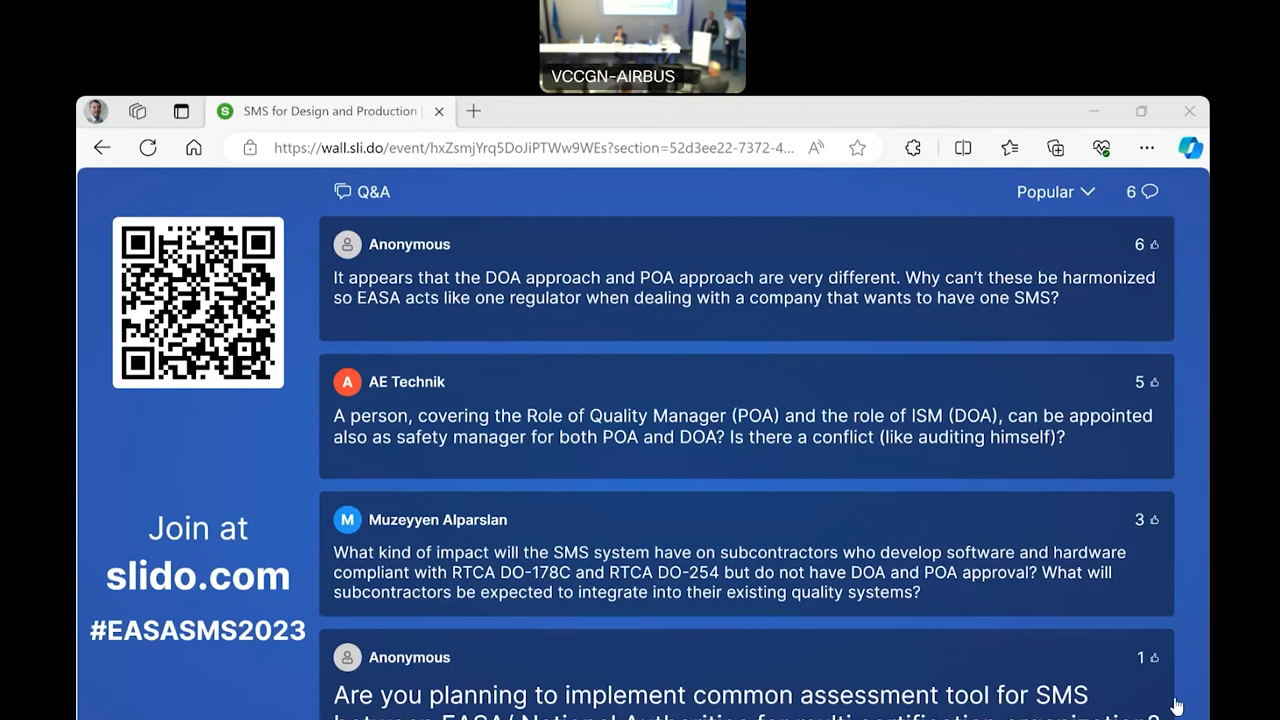 VCCGN-AIRBUS
SMS for Design and Production |
https://wall.sli.do/event/hxZsmjYrq5DoJiPTWw9WEs?section=52d3ee22-7372-4...
Q&A
Popular
6
Anonymous
6
It appears that the DOA approach and POA approach are very different. Why can't these be harmonized
so EASA acts like one regulator when dealing with a company that wants to have one SMS?
A
AE Technik
5
A person, covering the Role of Quality Manager (POA) and the role of ISM (DOA), can be appointed
also as safety manager for both POA and DOA? Is there a conflict (like auditing himself)?
M
Muzeyyen Alparslan
3
What kind of impact will the SMS system have on subcontractors who develop software and hardware
compliant with RTCA DO-178C and RTCA DO-254 but do not have DOA and POA approval? What will
subcontractors be expected to integrate into their existing quality systems?
Anonymous
1
Are you planning to implement common assessment tool for SMS
between EASA/ National Authorities for multi certification organizations?
Join at
slido.com
#EASASMS2023